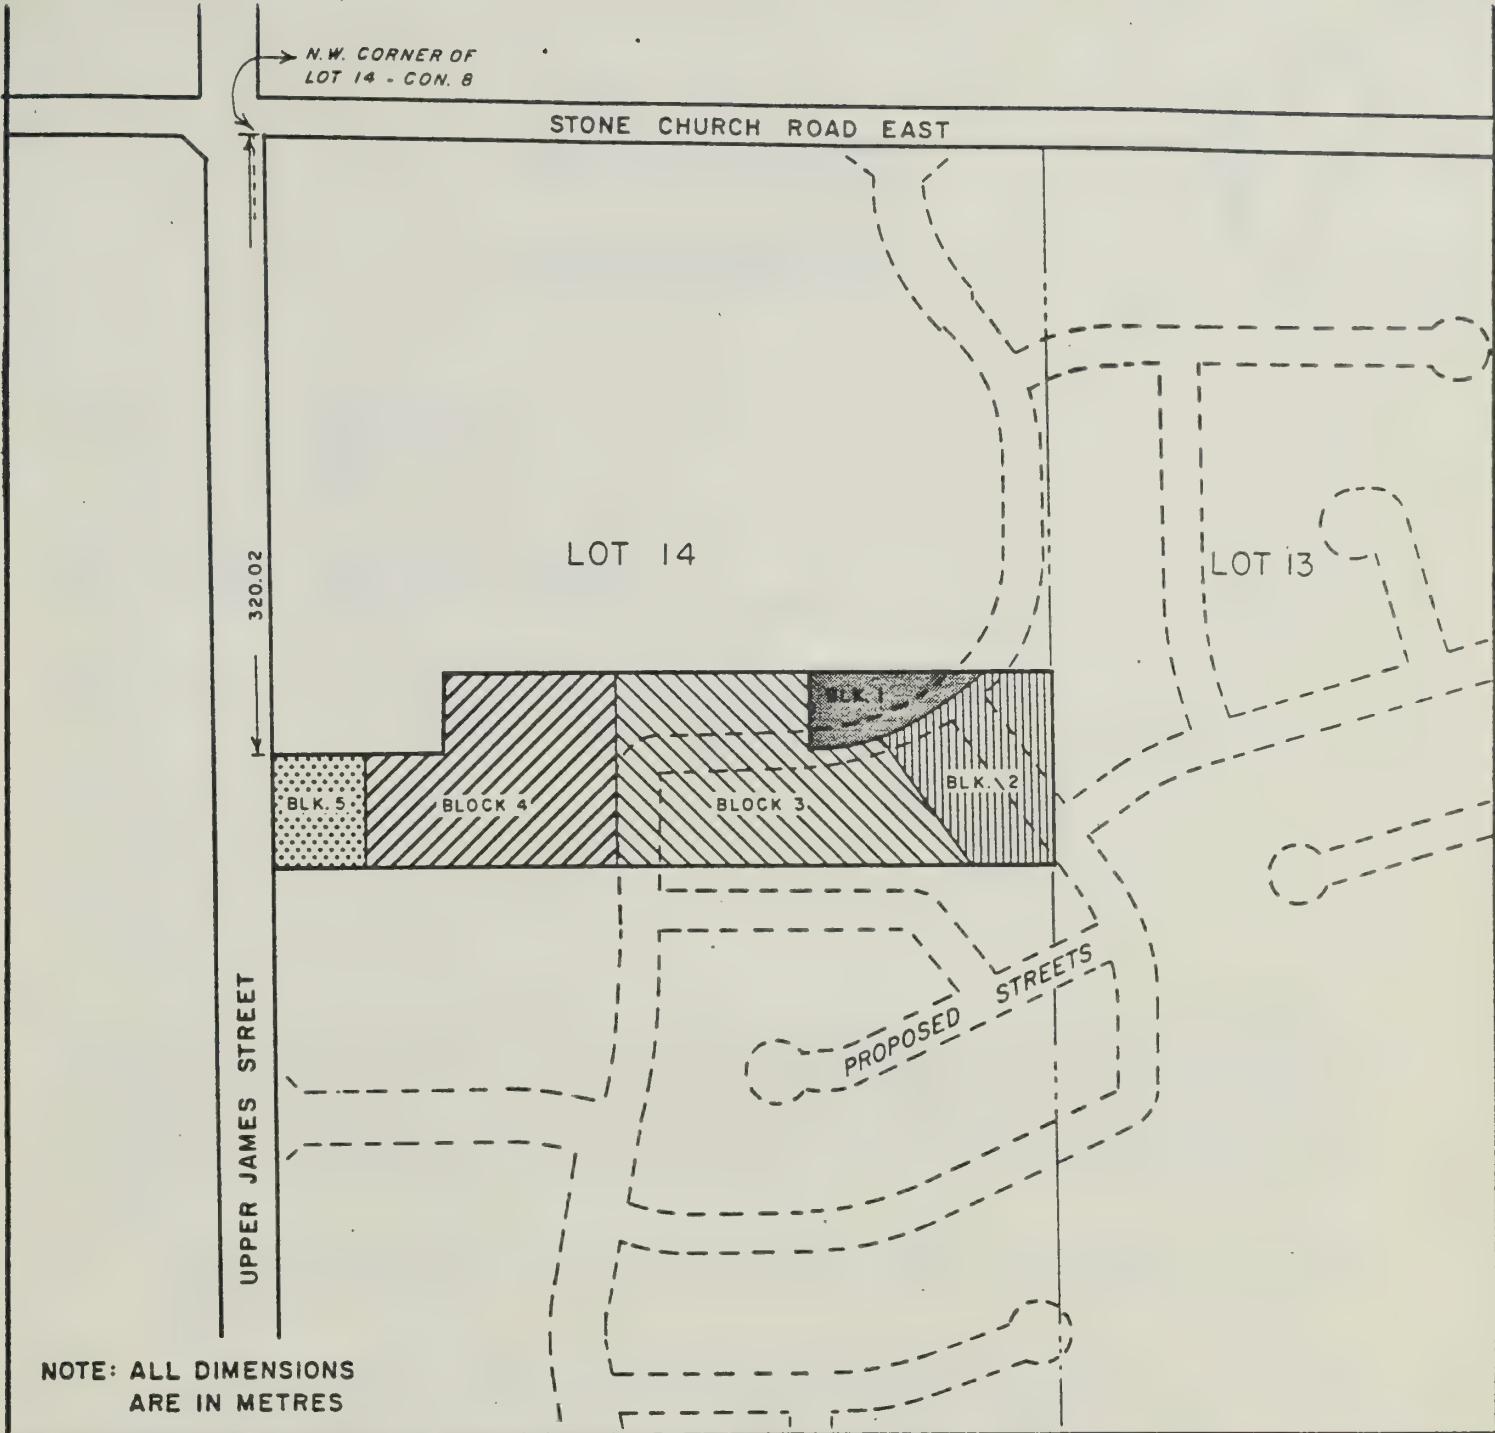 N.W. CORNER OF
LOT 14 - CON. 8
STONE CHURCH ROAD EAST
320.02
LOT 14
LOT 13
BLK. 1
BLK. 2
BLK. 5
BLOCK 4
BLOCK 3
PROPOSED STREETS
UPPER JAMES STREET
NOTE: ALL DIMENSIONS
ARE IN METRES